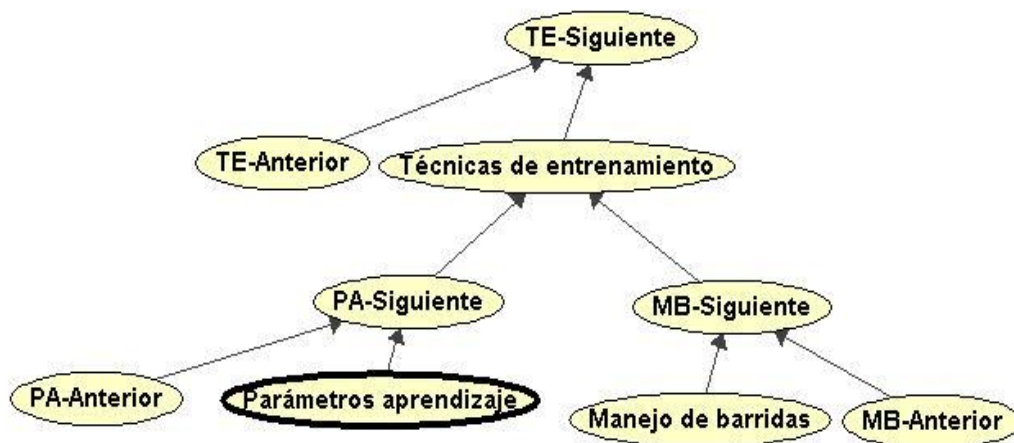 TE-Siguiente
TE-Anterior
Técnicas de entrenamiento
PA-Siguiente
MB-Siguiente
PA-Anterior
Parámetros aprendizaje
Manejo de barridas
MB-Anterior